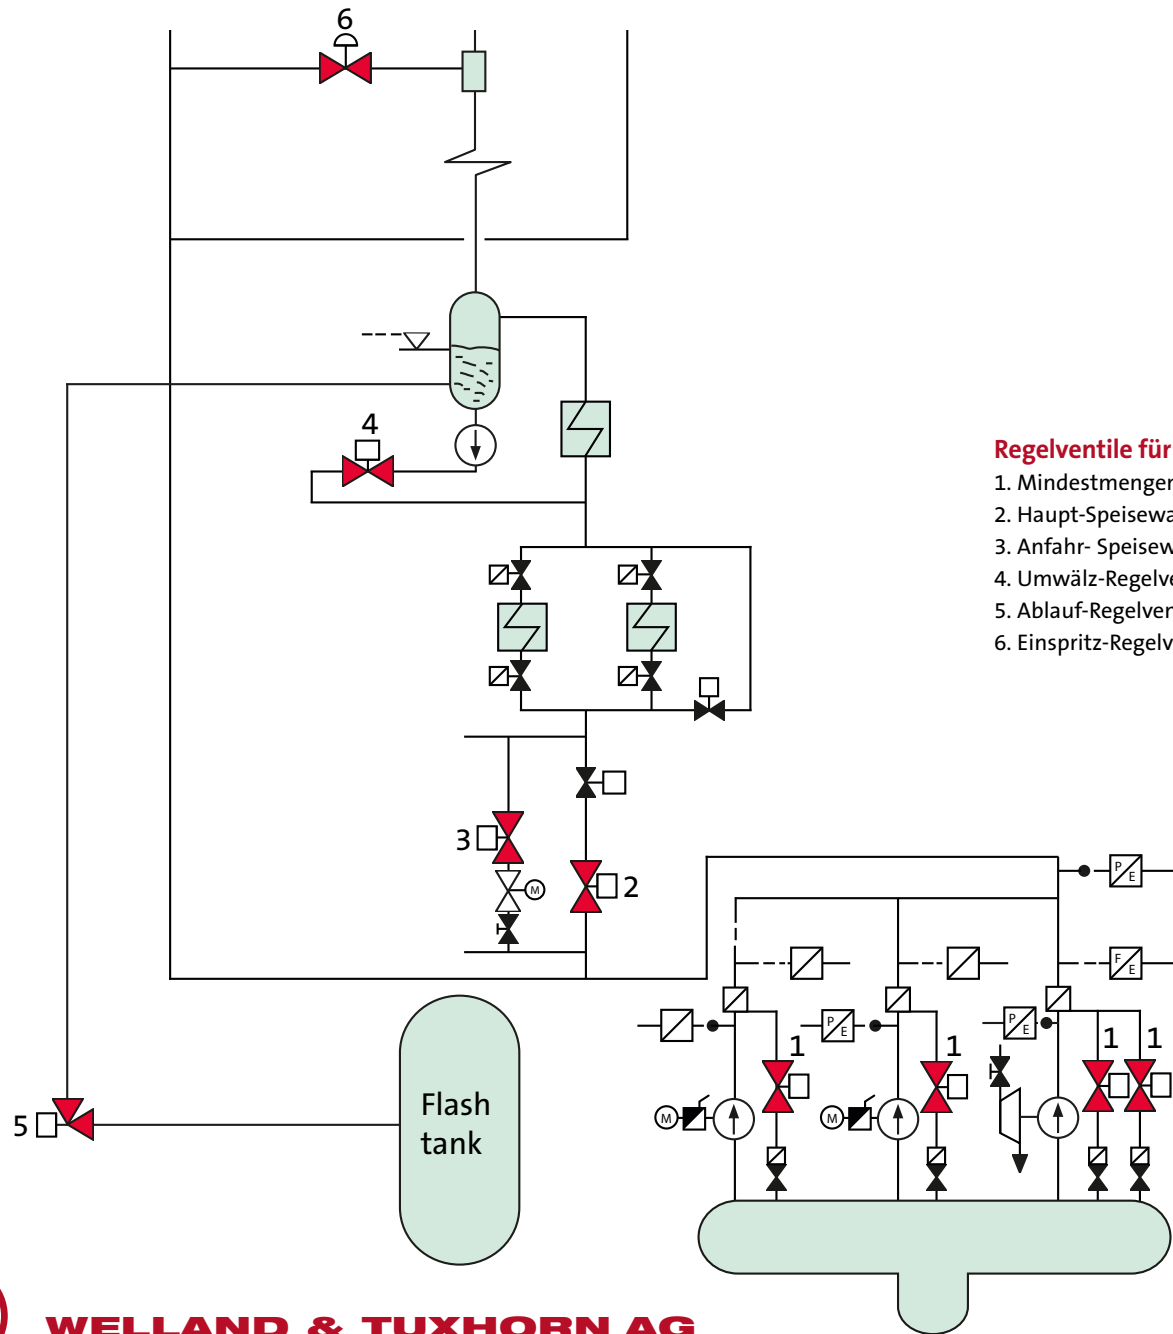 6
4
Regelventile für
1. Mindestmenger
2. Haupt-Speisewa
3. Anfahr- Speisew
4. Umwälz-Regelve
5. Ablauf-Regelven
6. Einspritz-Regelv
3
M
2
P E
F E
P E
P E
1
1
1
1
M
M
Flash
tank
5
WELLAND & TUXHORN AG